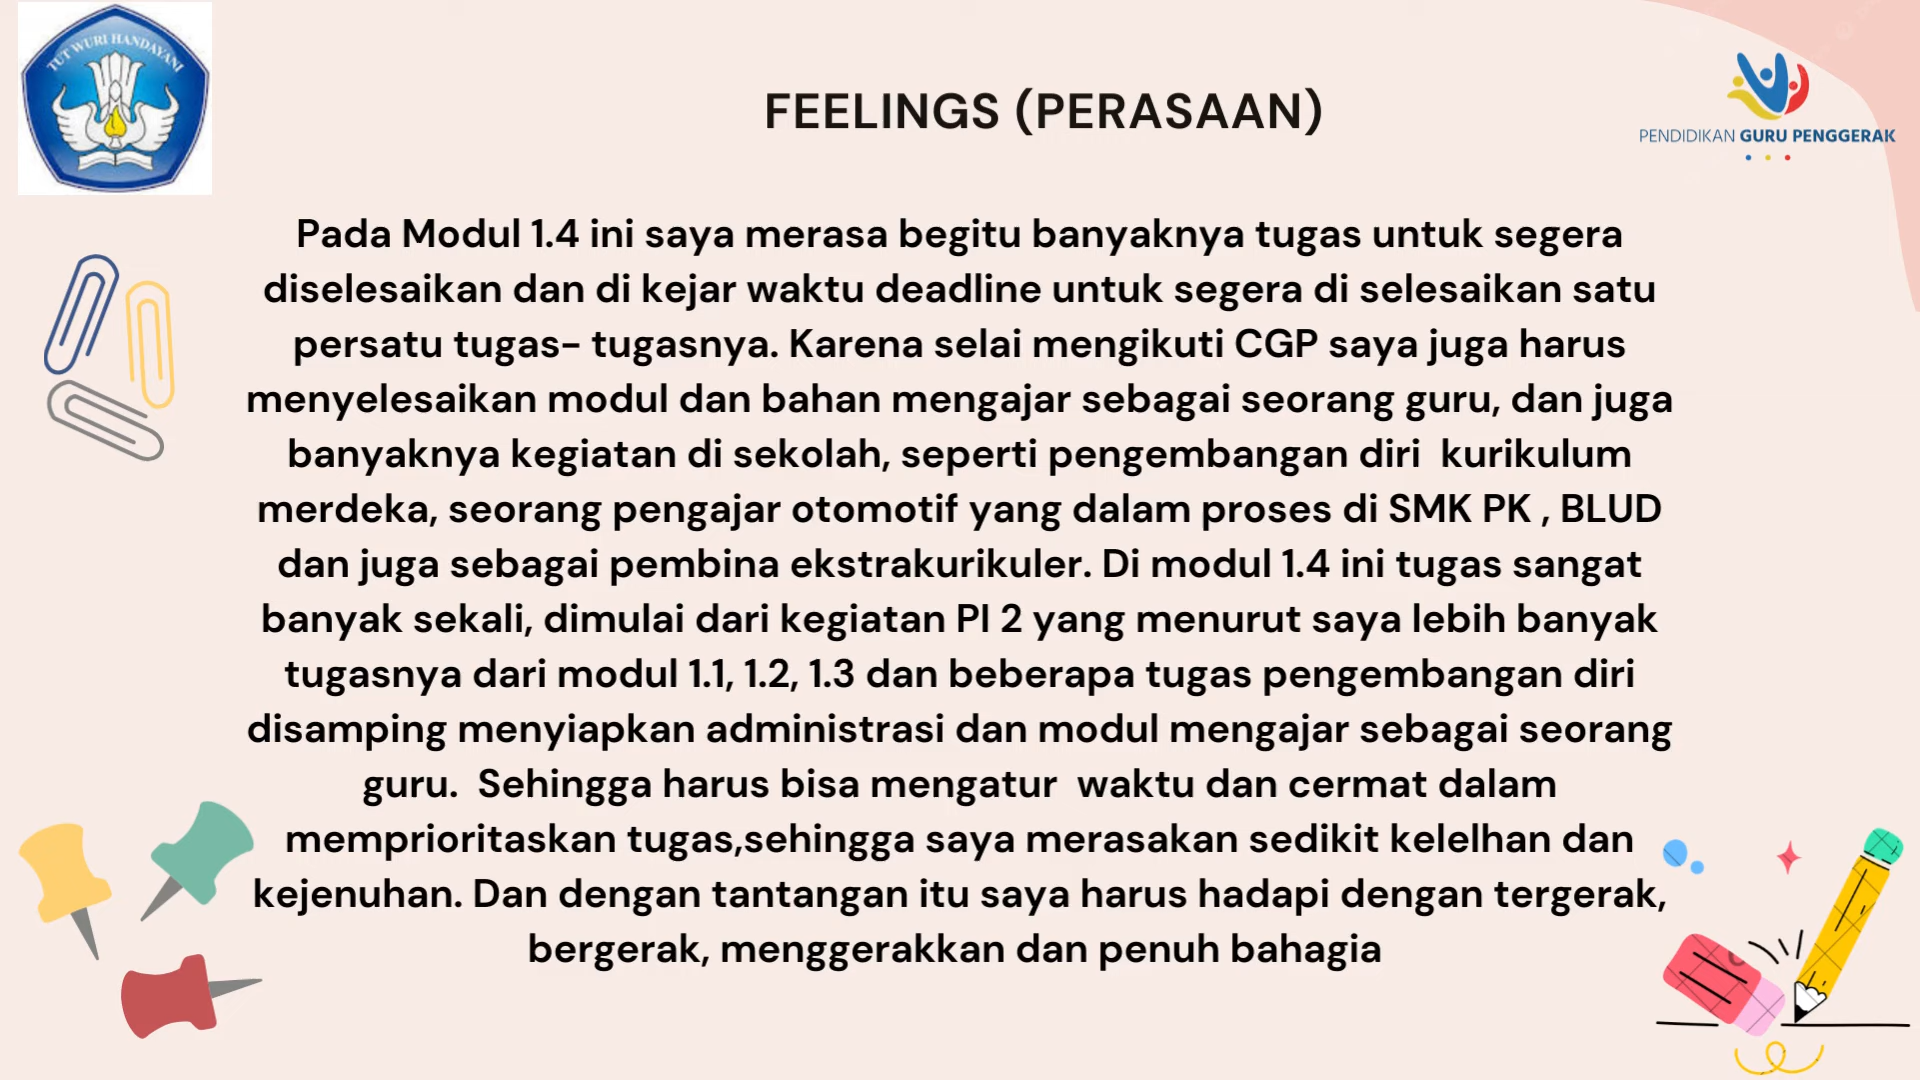 TUT WURI HANDAYANI
FEELINGS (PERASAAN)
PENDIDIKAN GURU PENGGERAK
Pada Modul 1.4 ini saya merasa begitu banyaknya tugas untuk segera
diselesaikan dan di kejar waktu deadline untuk segera di selesaikan satu
persatu tugas- tugasnya. Karena selai mengikuti CGP saya juga harus
menyelesaikan modul dan bahan mengajar sebagai seorang guru, dan juga
banyaknya kegiatan di sekolah, seperti pengembangan diri  kurikulum
merdeka, seorang pengajar otomotif yang dalam proses di SMK PK , BLUD
dan juga sebagai pembina ekstrakurikuler. Di modul 1.4 ini tugas sangat
banyak sekali, dimulai dari kegiatan PI 2 yang menurut saya lebih banyak
tugasnya dari modul 1.1, 1.2, 1.3 dan beberapa tugas pengembangan diri
disamping menyiapkan administrasi dan modul mengajar sebagai seorang
guru.  Sehingga harus bisa mengatur  waktu dan cermat dalam
memprioritaskan tugas,sehingga saya merasakan sedikit kelelhan dan
kejenuhan. Dan dengan tantangan itu saya harus hadapi dengan tergerak,
bergerak, menggerakkan dan penuh bahagia